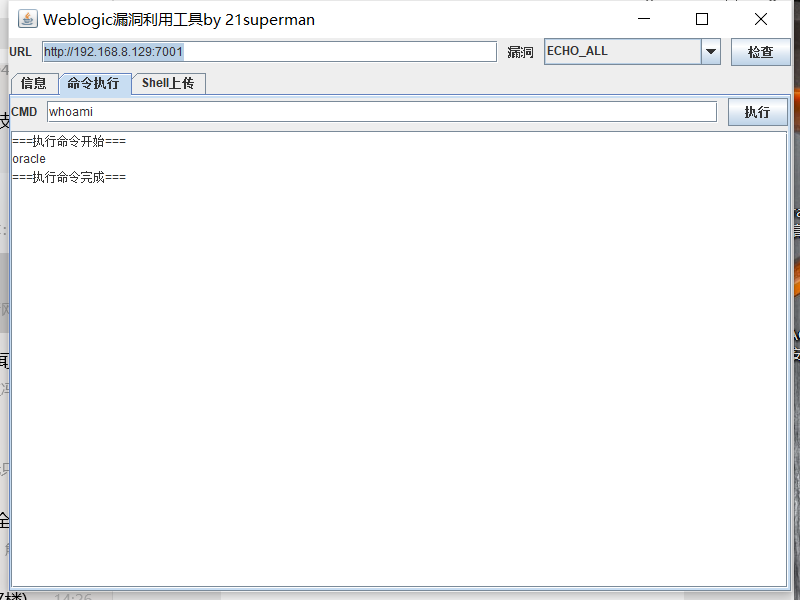 Weblogic漏洞利用工具by 21superman
URL http://192.168.8.129:7001 漏洞 ECHO_ALL 检查
信息 命令执行 Shell上传
CMD whoami 执行
===执行命令开始===
oracle
===执行命令完成===
14:26